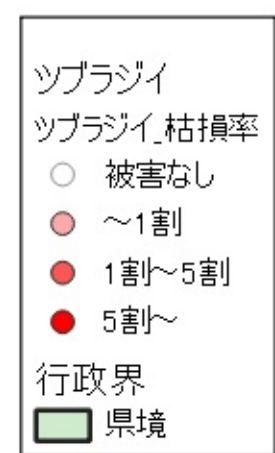 ツブラジイ
ツブラジイ_枯損率
被害なし
～1割
1割～5割
5割～
行政界
県境